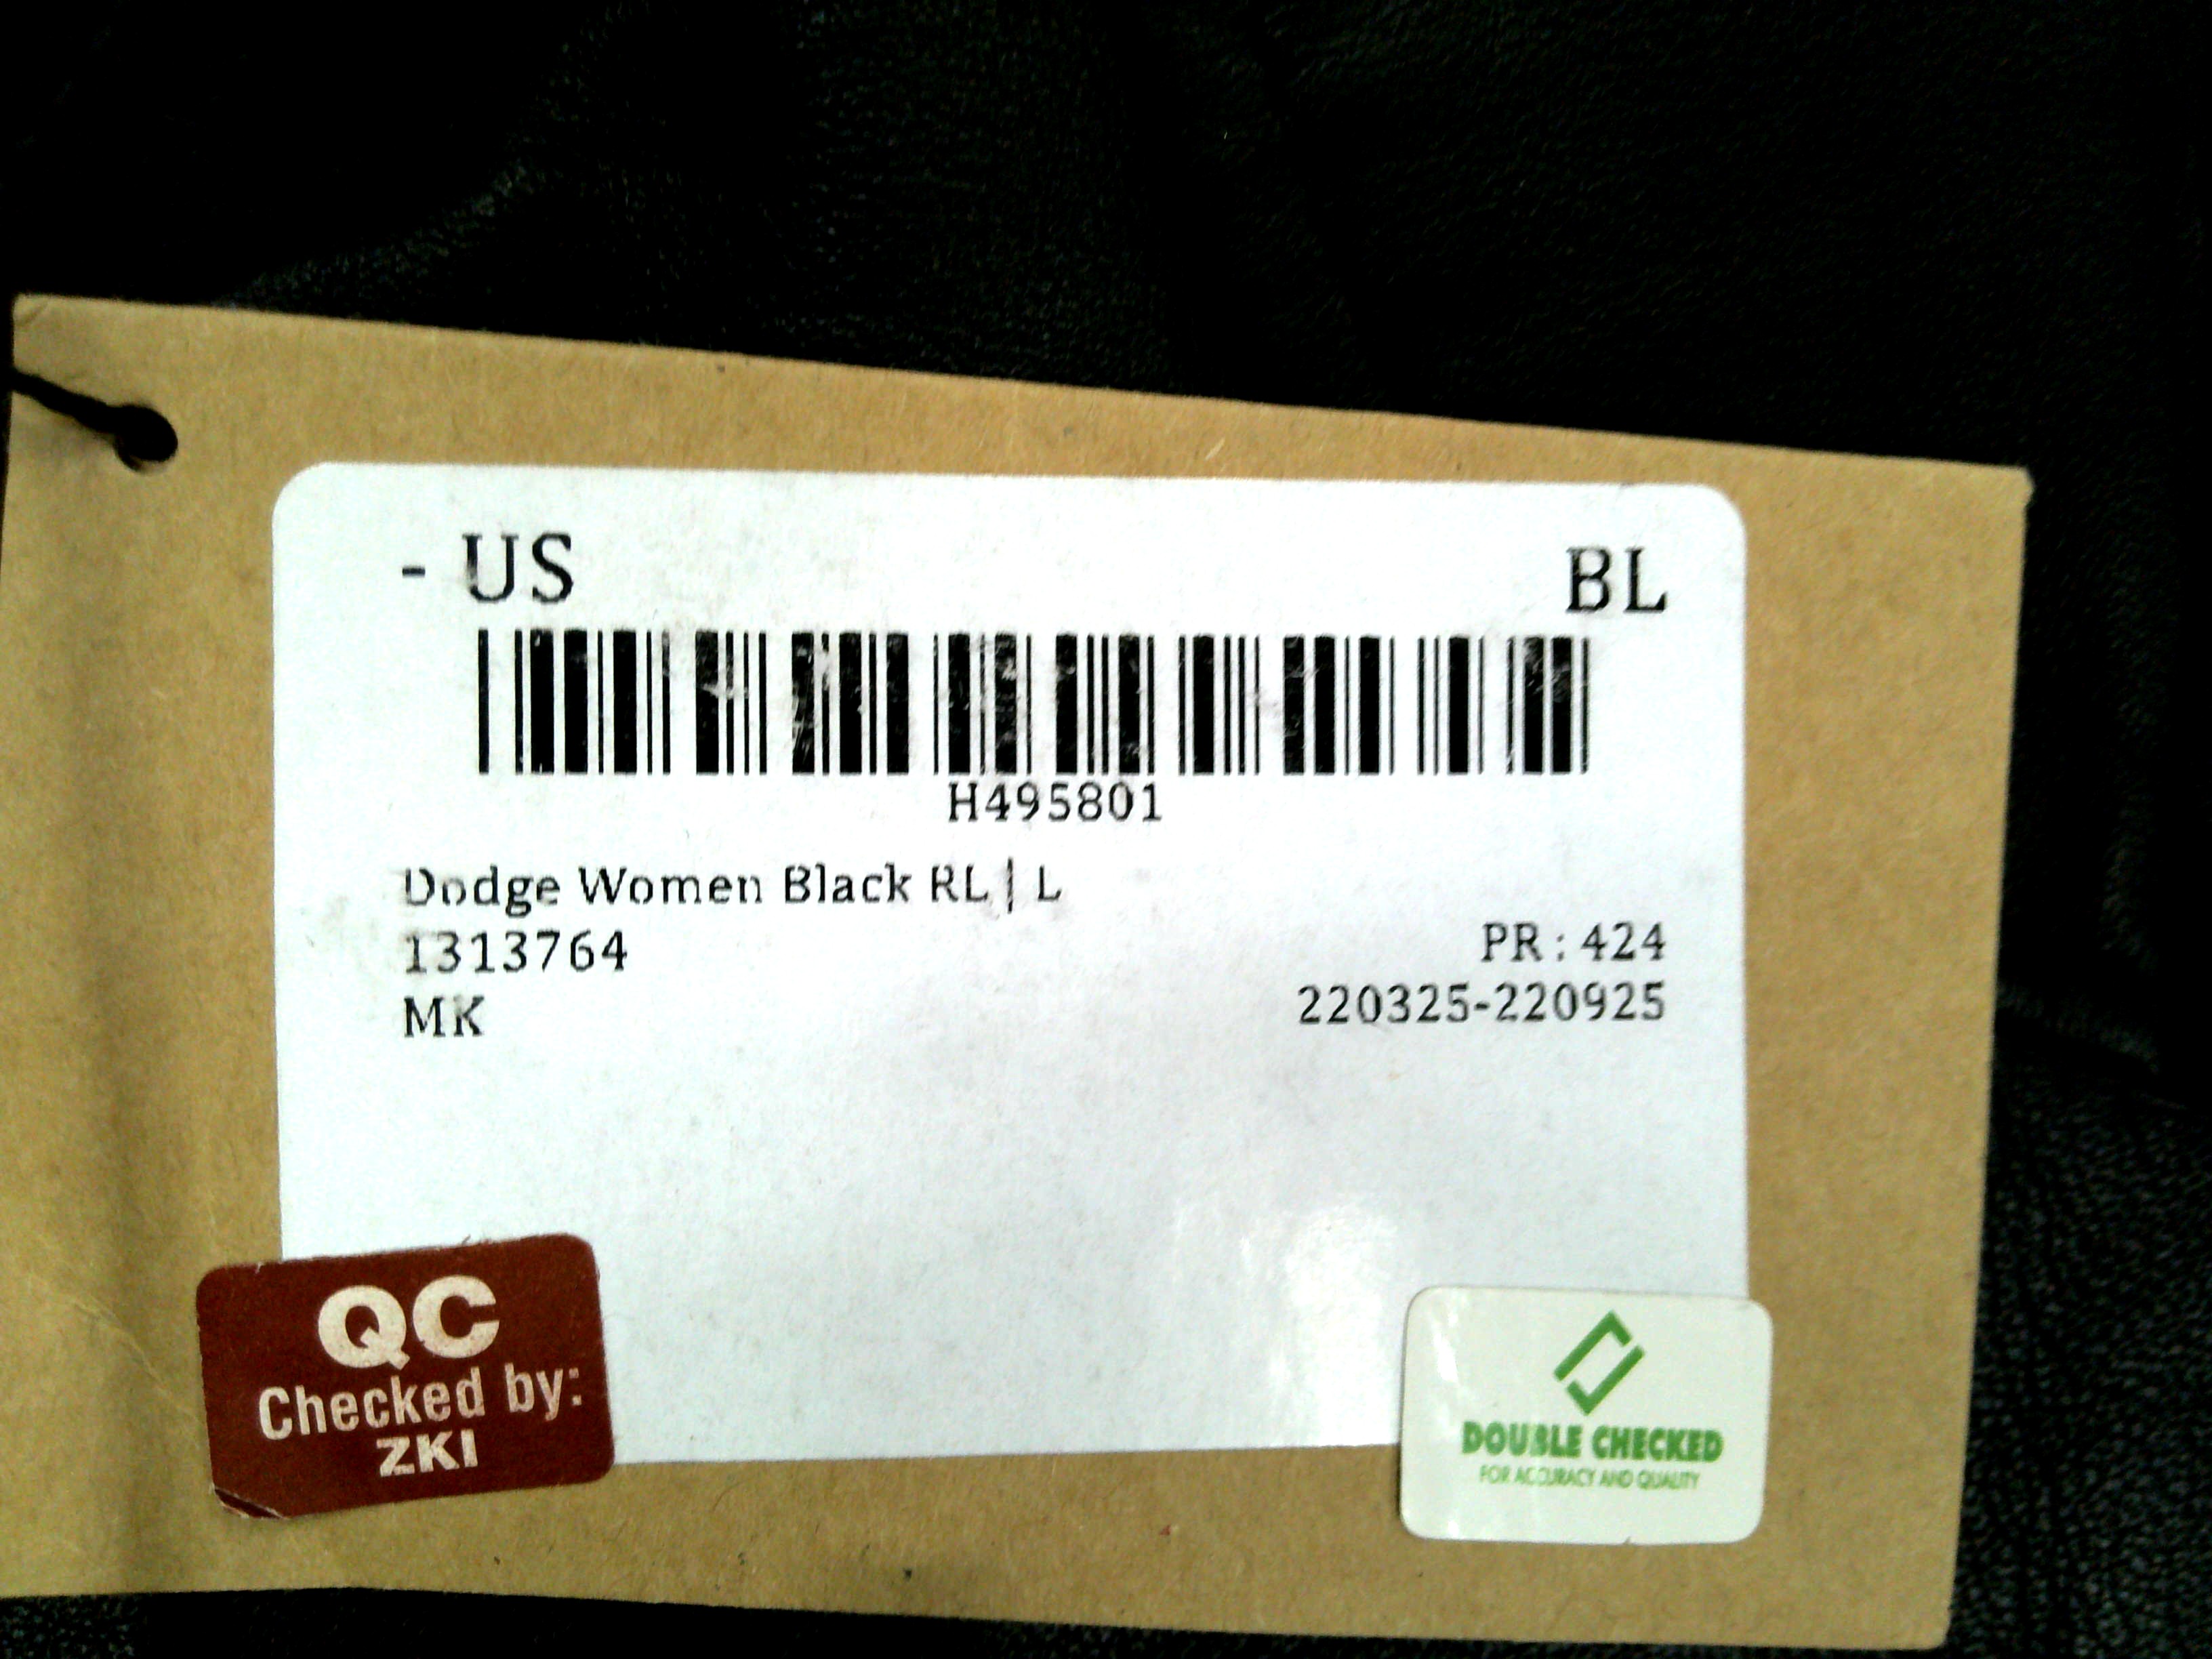 - US BL
H495801
Dodge Women Black RL | L
1313764 PR : 424
MK 220325-220925
QC
Checked by:
ZKI
DOUBLE CHECKED
FOR ACCURACY AND QUALITY